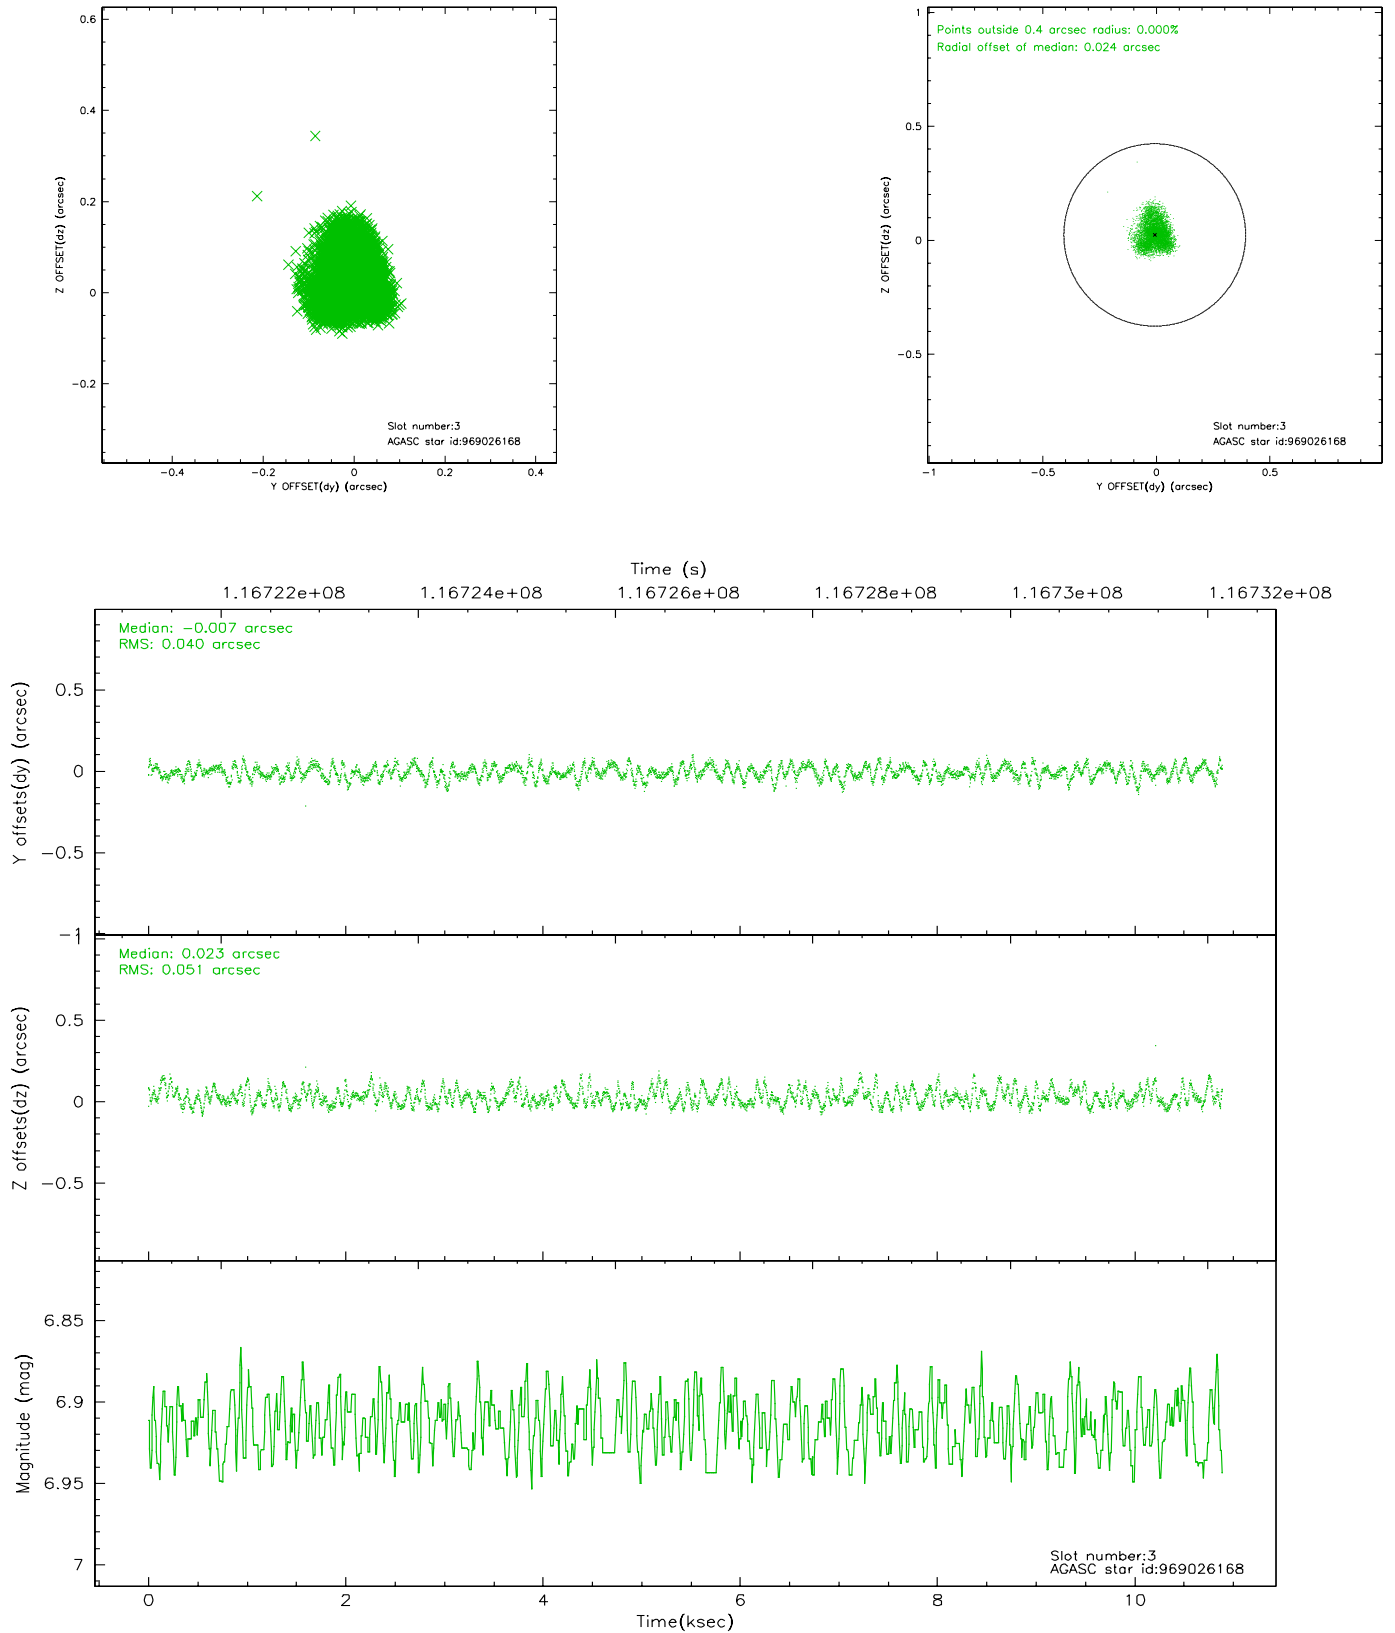 0.6
0.4
0.2
0
−0.2
Z OFFSET(dz) (arcsec)
Slot number:3
AGASC star id:969026168
−0.4 −0.2 0 0.2 0.4
Y OFFSET(dy) (arcsec)
Points outside 0.4 arcsec radius: 0.000%
Radial offset of median: 0.024 arcsec
1
0.5
0
−0.5
Z OFFSET(dz) (arcsec)
Slot number:3
AGASC star id:969026168
−1 −0.5 0 0.5
Y OFFSET(dy) (arcsec)
Time (s)
1.16722e+08 1.16724e+08 1.16726e+08 1.16728e+08 1.1673e+08 1.16732e+08
Median: −0.007 arcsec
RMS: 0.040 arcsec
0.5
0
−0.5
−1
Y offsets(dy) (arcsec)
1
Median: 0.023 arcsec
RMS: 0.051 arcsec
0.5
0
−0.5
Z offsets(dz) (arcsec)
6.85
6.9
6.95
7
Magnitude (mag)
Slot number:3
AGASC star id:969026168
0 2 4 6 8 10
Time(ksec)